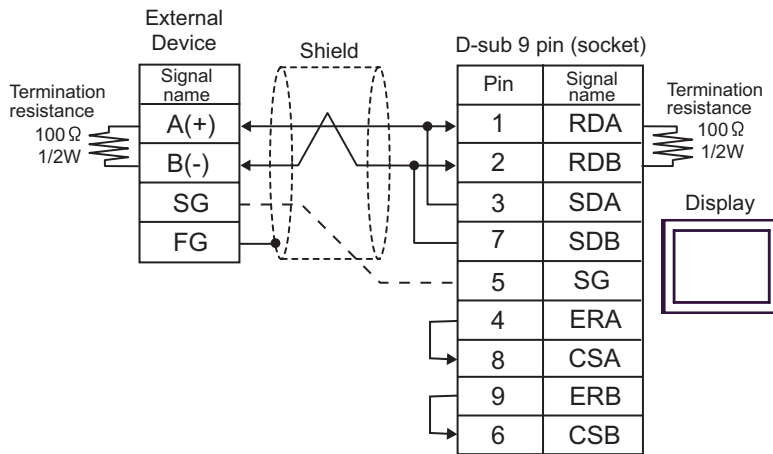 External
Device
Shield
D-sub 9 pin (socket)
Termination
resistance
100Ω
1/2W
Signal
name
A(+)
B(-)
SG
FG
Pin
Signal
name
1 RDA
2 RDB
3 SDA
7 SDB
5 SG
4 ERA
8 CSA
9 ERB
6 CSB
Termination
resistance
100Ω
1/2W
Display